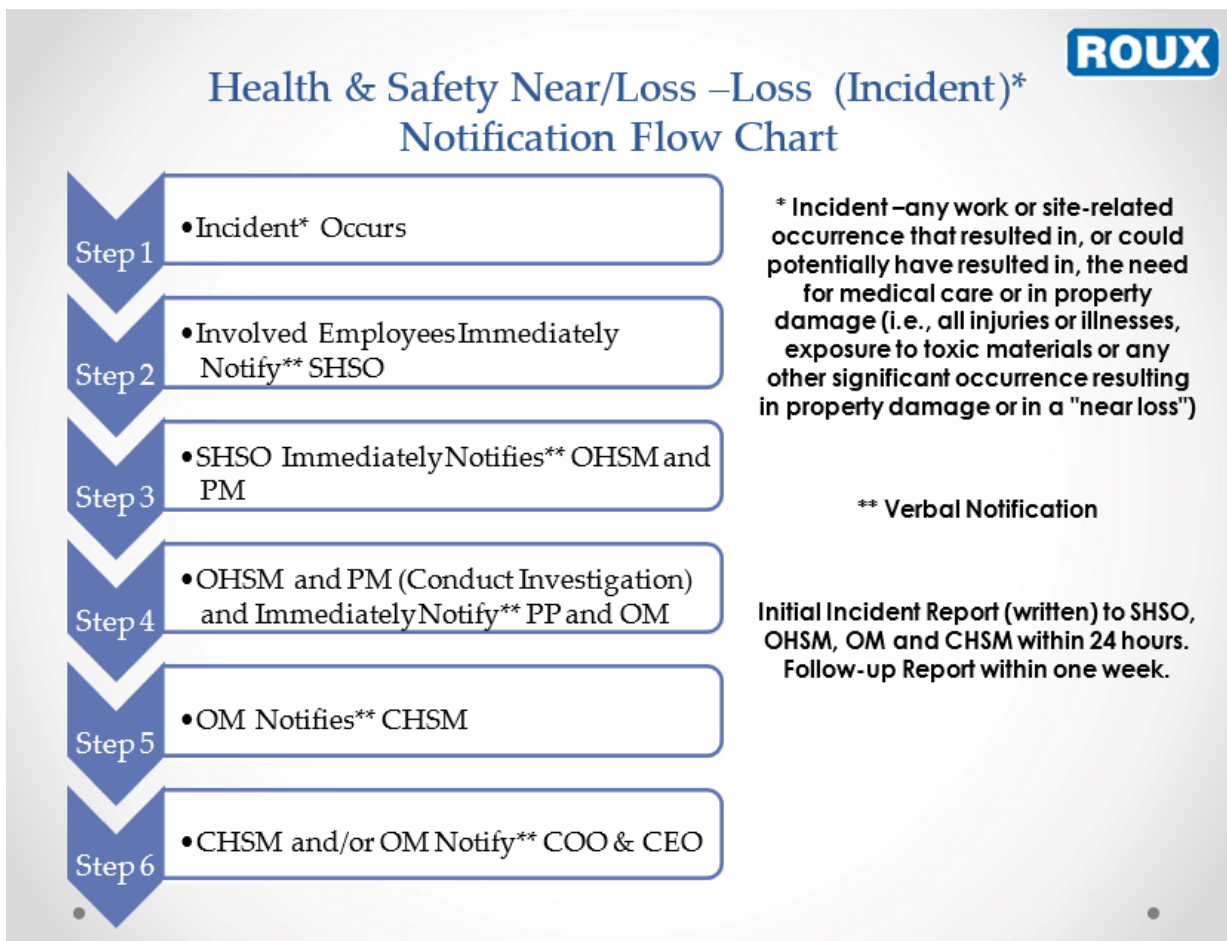 ROUX
Health & Safety Near/Loss –Loss (Incident)*
Notification Flow Chart
Step 1
•Incident* Occurs
Step 2
•Involved Employees Immediately
Notify** SHSO
Step 3
•SHSO Immediately Notifies** OHSM and
PM
Step 4
•OHSM and PM (Conduct Investigation)
and Immediately Notify** PP and OM
Step 5
•OM Notifies** CHSM
Step 6
•CHSM and/or OM Notify** COO & CEO
* Incident –any work or site-related
occurrence that resulted in, or could
potentially have resulted in, the need
for medical care or in property
damage (i.e., all injuries or illnesses,
exposure to toxic materials or any
other significant occurrence resulting
in property damage or in a "near loss")
** Verbal Notification
Initial Incident Report (written) to SHSO,
OHSM, OM and CHSM within 24 hours.
Follow-up Report within one week.